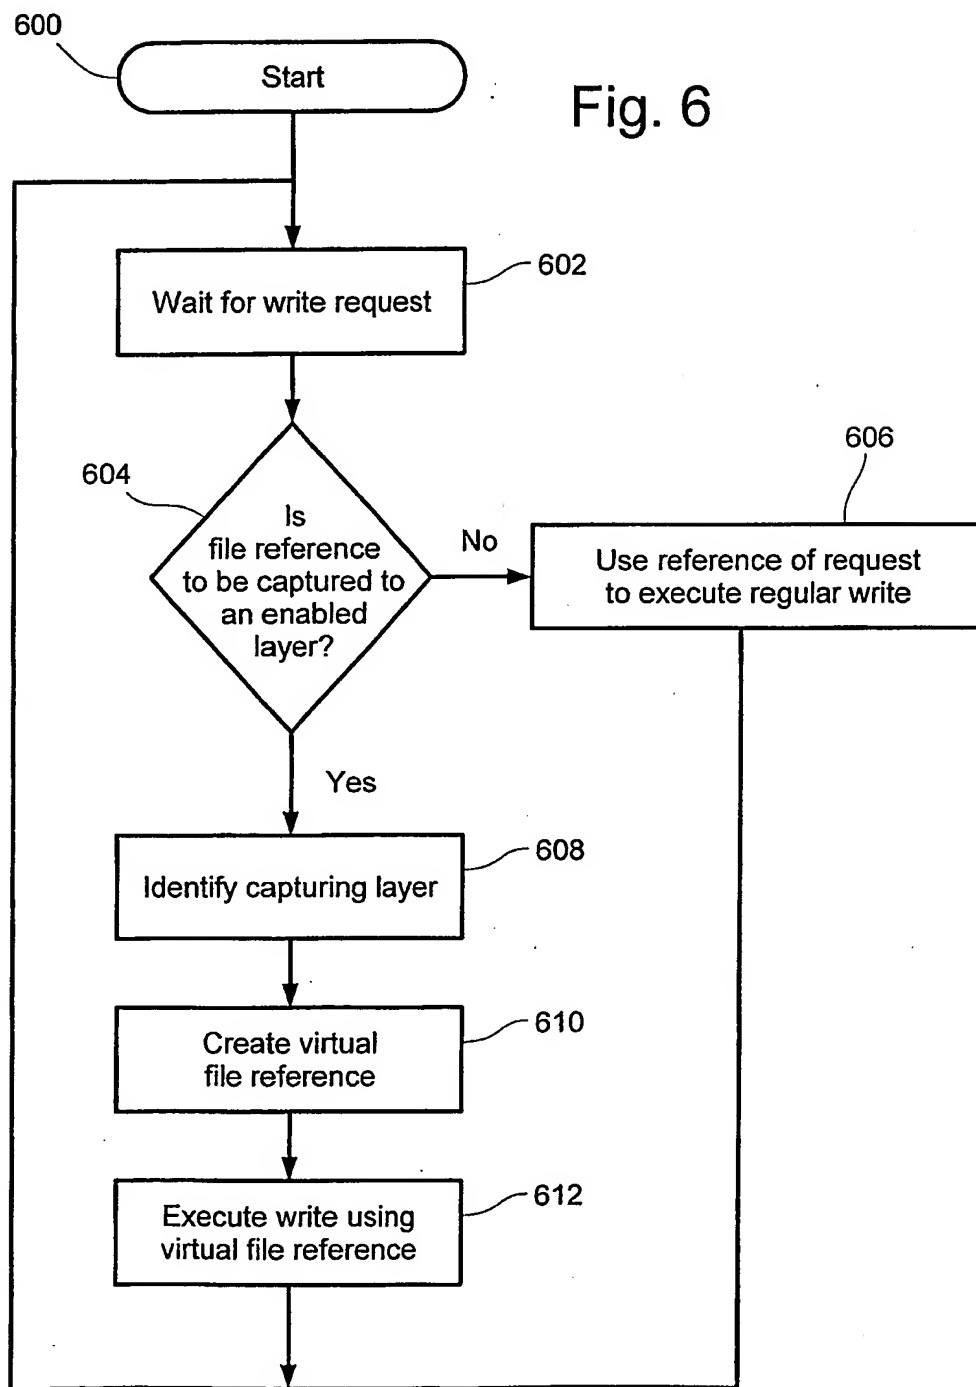 600
Start
Fig. 6
602
Wait for write request
604
606
Is
file reference
to be captured to
an enabled
layer?
No
Use reference of request
to execute regular write
Yes
608
Identify capturing layer
610
Create virtual
file reference
612
Execute write using
virtual file reference